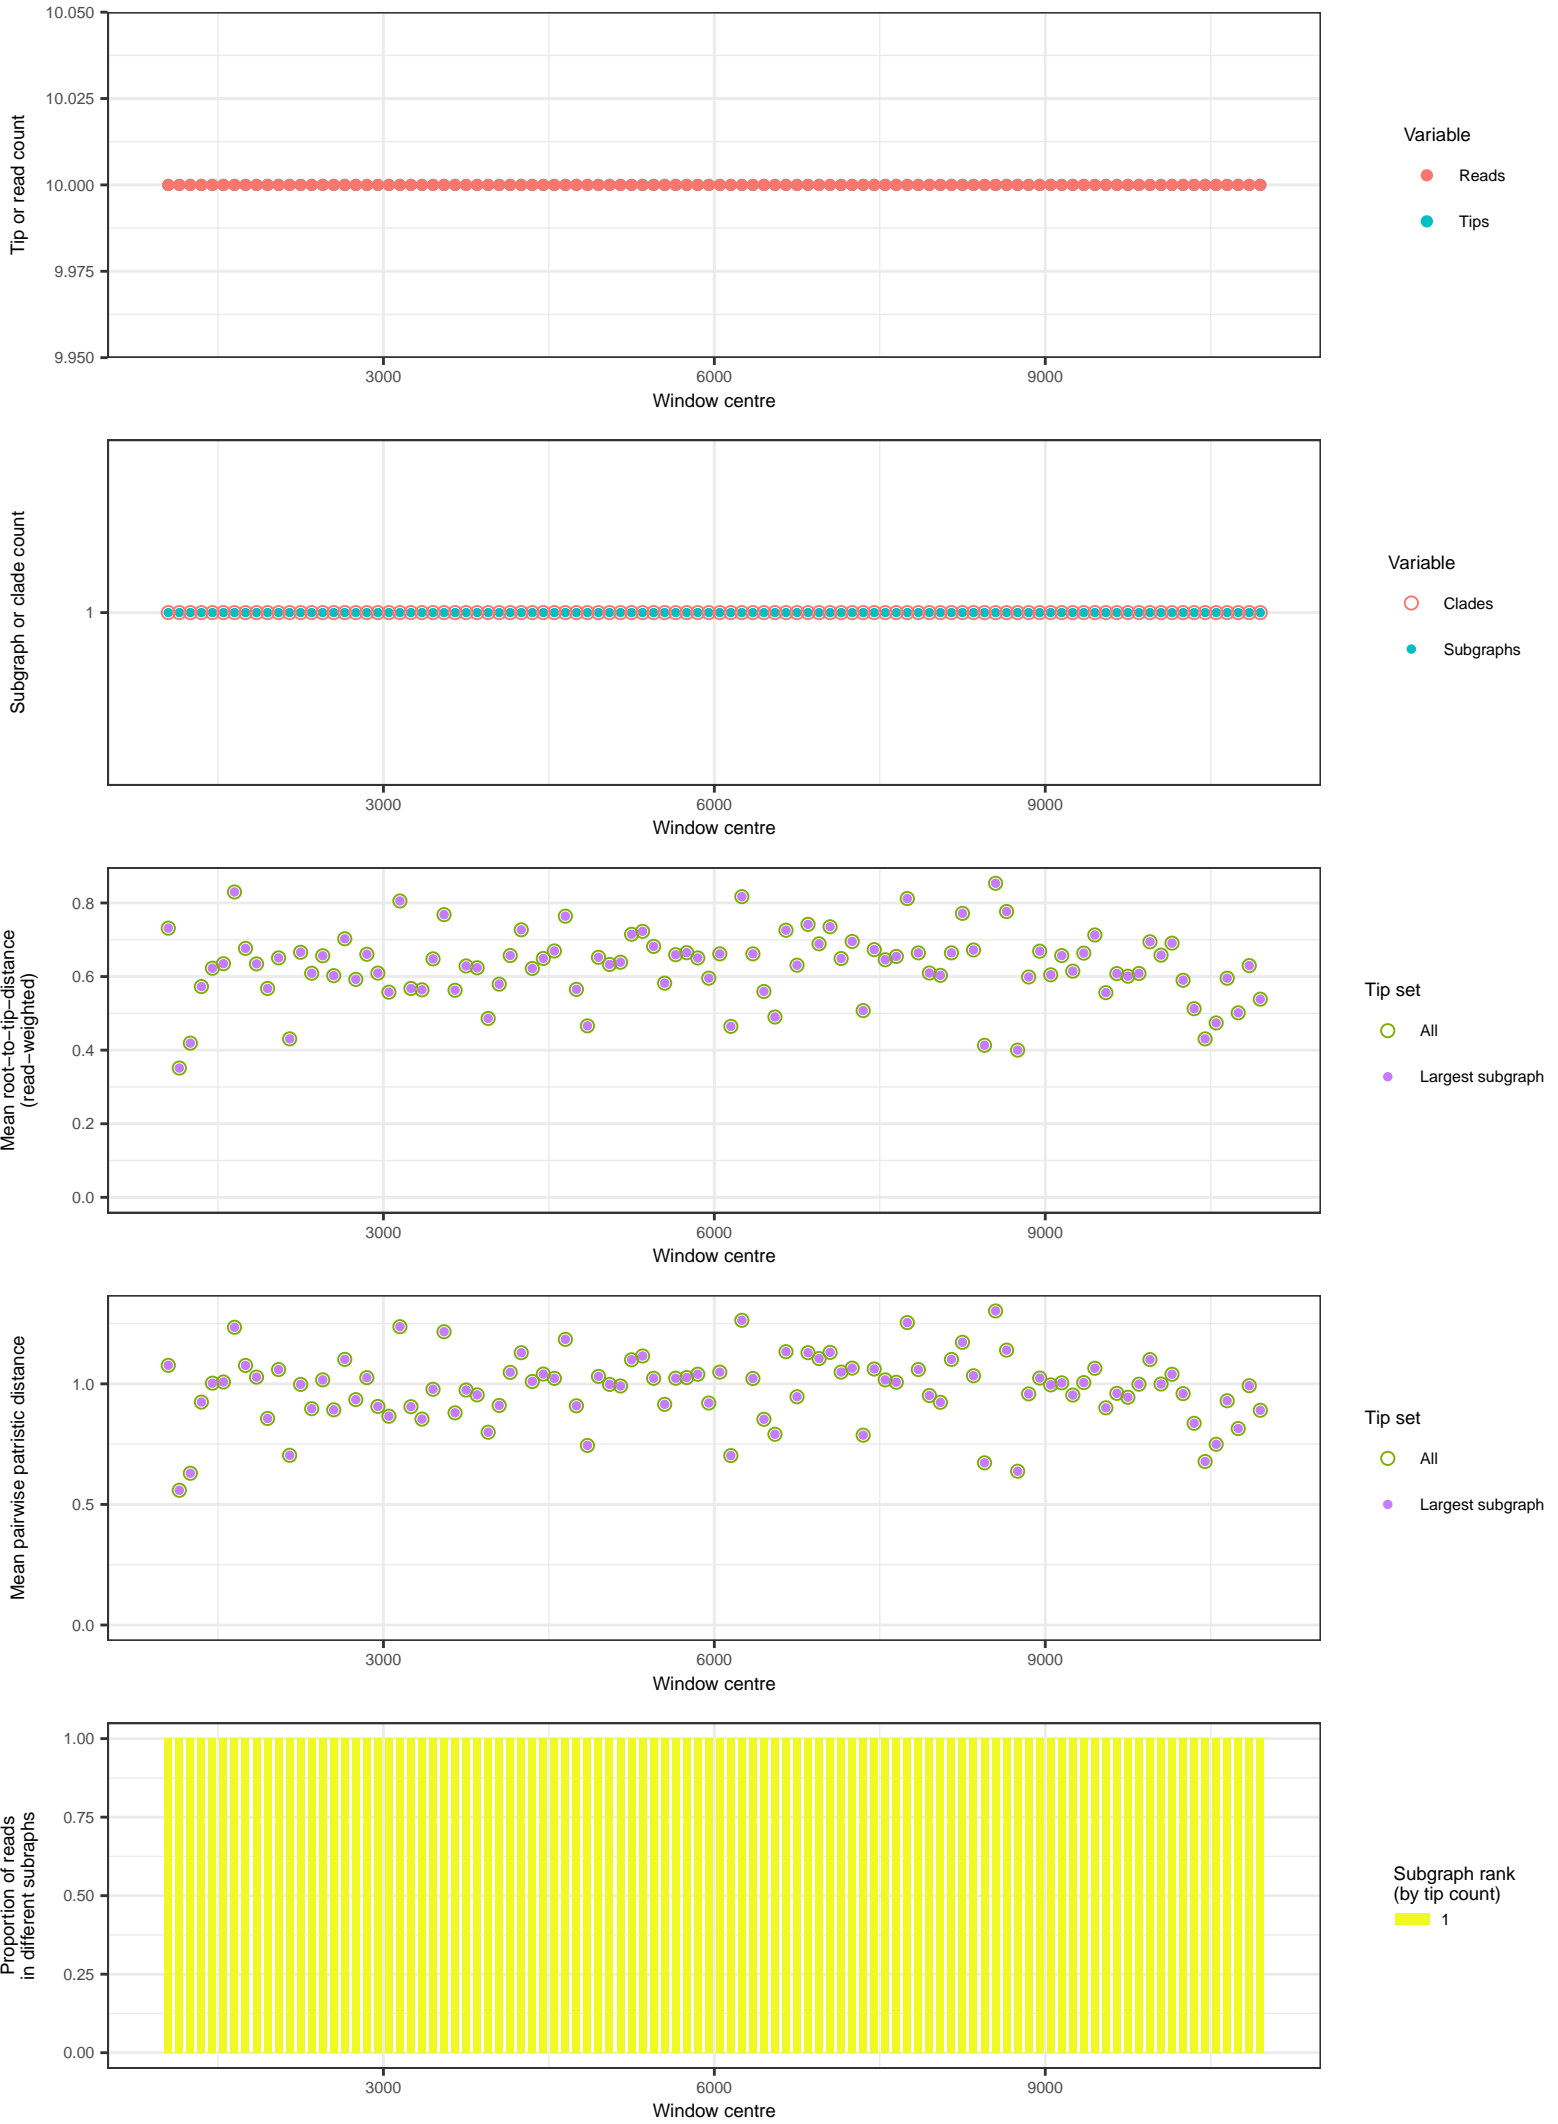 10.050
10.025
10.000
9.975
9.950
Tip or read count
3000
6000
9000
Window centre
Variable
Reads
Tips
1
Subgraph or clade count
3000
6000
9000
Window centre
Variable
Clades
Subgraphs
0.8
0.6
0.4
0.2
0.0
Mean root−to−tip−distance
(read−weighted)
3000
6000
9000
Window centre
Tip set
All
Largest subgraph
1.0
0.5
0.0
Mean pairwise patristic distance
3000
6000
9000
Window centre
Tip set
All
Largest subgraph
1.00
0.75
0.50
0.25
0.00
Proportion of reads
in different subraphs
3000
6000
9000
Window centre
Subgraph rank
(by tip count)
1